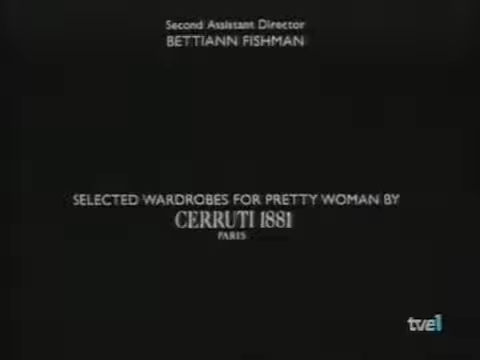 Second Assistant Director
BETTIANN FISHMAN
SELECTED WARDROBES FOR PRETTY WOMAN BY
CERRUTI 1881
PARIS
tve1